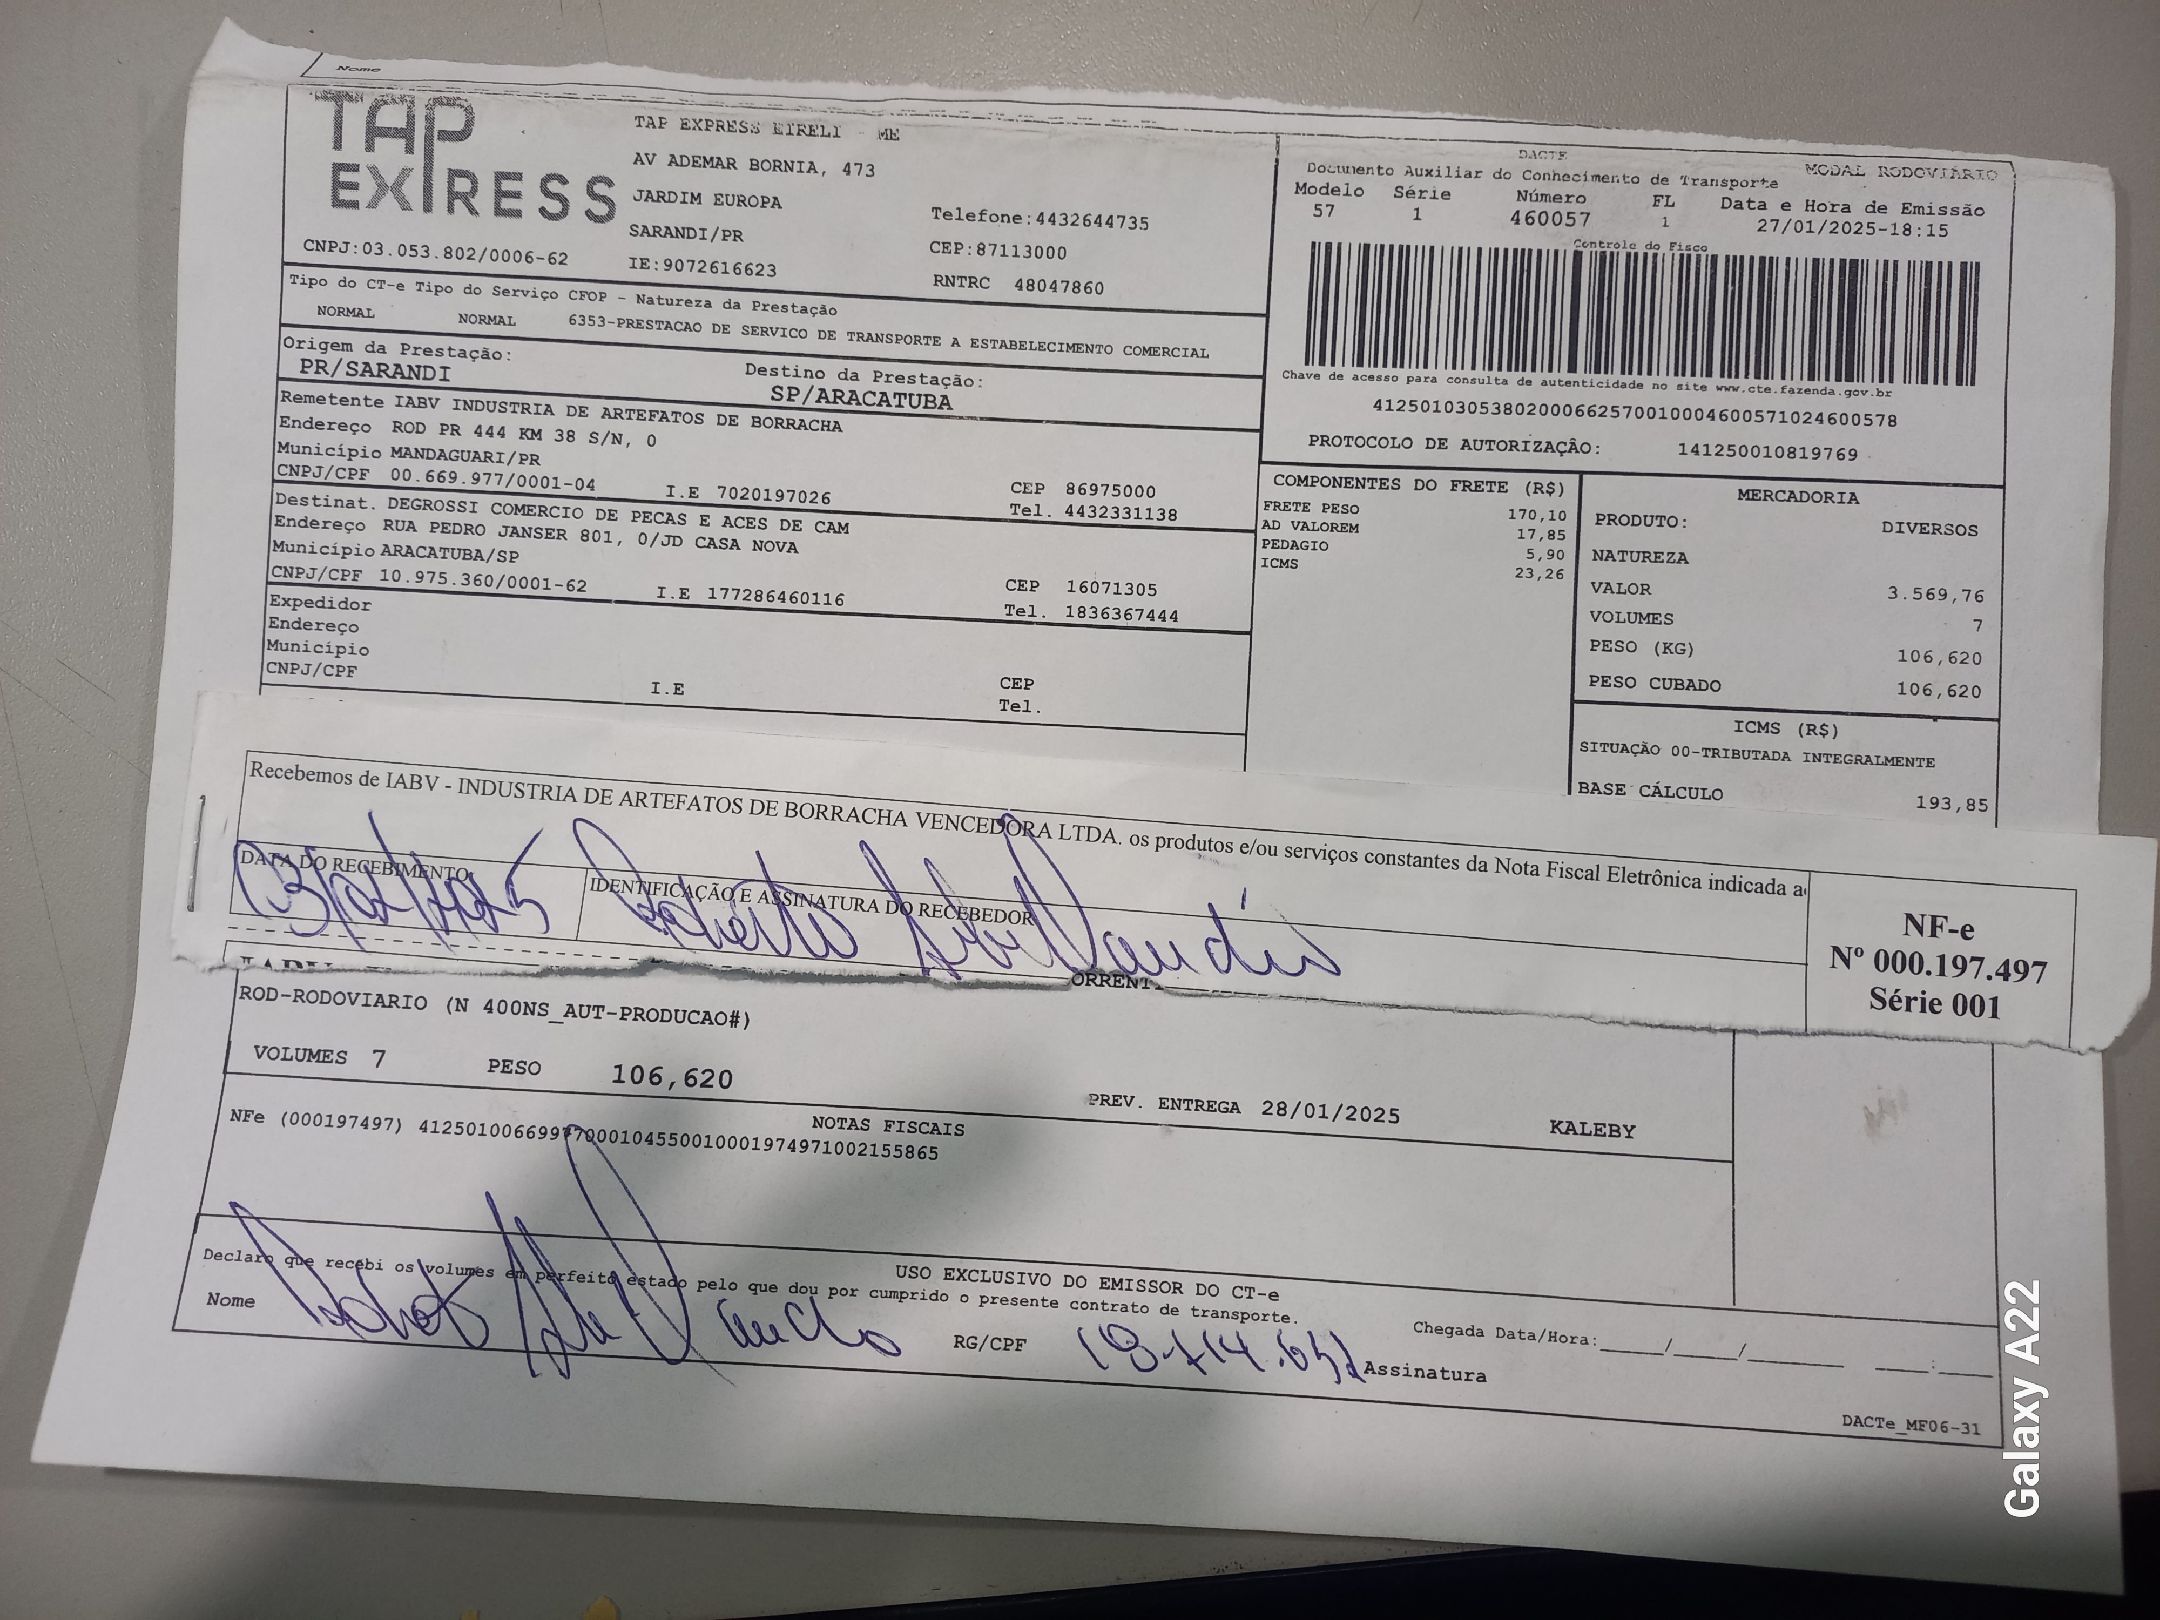 Nome
TAP EXPRESS
TAP EXPRESS EIRELI - ME
AV ADEMAR BORNIA, 473
JARDIM EUROPA
SARANDI/PR
Telefone:4432644735
CEP:87113000
CNPJ:03.053.802/0006-62
IE:9072616623
RNTRC 48047860
DACTE
MODAL RODOVIÁRIO
Documento Auxiliar do Conhecimento de Transporte
Modelo Série Número FL Data e Hora de Emissão
57 1 460057 1 27/01/2025-18:15
Controle do Fisco
Chave de acesso para consulta de autenticidade no site www.cte.fazenda.gov.br
41250103053802000662570010004600571024600578
PROTOCOLO DE AUTORIZAÇÃO: 141250010819769
Tipo do CT-e Tipo do Serviço CFOP - Natureza da Prestação
NORMAL NORMAL 6353-PRESTACAO DE SERVICO DE TRANSPORTE A ESTABELECIMENTO COMERCIAL
Origem da Prestação: Destino da Prestação:
PR/SARANDI SP/ARACATUBA
Remetente IABV INDUSTRIA DE ARTEFATOS DE BORRACHA
Endereço ROD PR 444 KM 38 S/N, 0
Município MANDAGUARI/PR CEP 86975000
CNPJ/CPF 00.669.977/0001-04 I.E 7020197026 Tel. 4432331138
Destinat. DEGROSSI COMERCIO DE PECAS E ACES DE CAM
Endereço RUA PEDRO JANSER 801, 0/JD CASA NOVA
Município ARACATUBA/SP CEP 16071305
CNPJ/CPF 10.975.360/0001-62 I.E 177286460116 Tel. 1836367444
Expedidor
Endereço
Município CEP
CNPJ/CPF I.E Tel.
COMPONENTES DO FRETE (R$)
FRETE PESO 170,10
AD VALOREM 17,85
PEDAGIO 5,90
ICMS 23,26
MERCADORIA
PRODUTO: DIVERSOS
NATUREZA
VALOR 3.569,76
VOLUMES 7
PESO (KG) 106,620
PESO CUBADO 106,620
ICMS (R$)
SITUAÇÃO 00-TRIBUTADA INTEGRALMENTE
BASE CÁLCULO 193,85
Recebemos de IABV - INDUSTRIA DE ARTEFATOS DE BORRACHA VENCEDORA LTDA. os produtos e/ou serviços constantes da Nota Fiscal Eletrônica indicada a
DATA DO RECEBIMENTO IDENTIFICAÇÃO E ASSINATURA DO RECEBEDOR
NF-e
Nº 000.197.497
Série 001
ORRENT
ROD-RODOVIARIO (N 400NS_AUT-PRODUCAO#)
VOLUMES 7 PESO 106,620 PREV. ENTREGA 28/01/2025 KALEBY
NOTAS FISCAIS
NFe (000197497) 41250100669977000104550010001974971002155865
USO EXCLUSIVO DO EMISSOR DO CT-e
Declaro que recebi os volumes em perfeito estado pelo que dou por cumprido o presente contrato de transporte.
Nome RG/CPF Assinatura Chegada Data/Hora:____/____/______ ___:___
DACTe_MF06-31
Galaxy A22